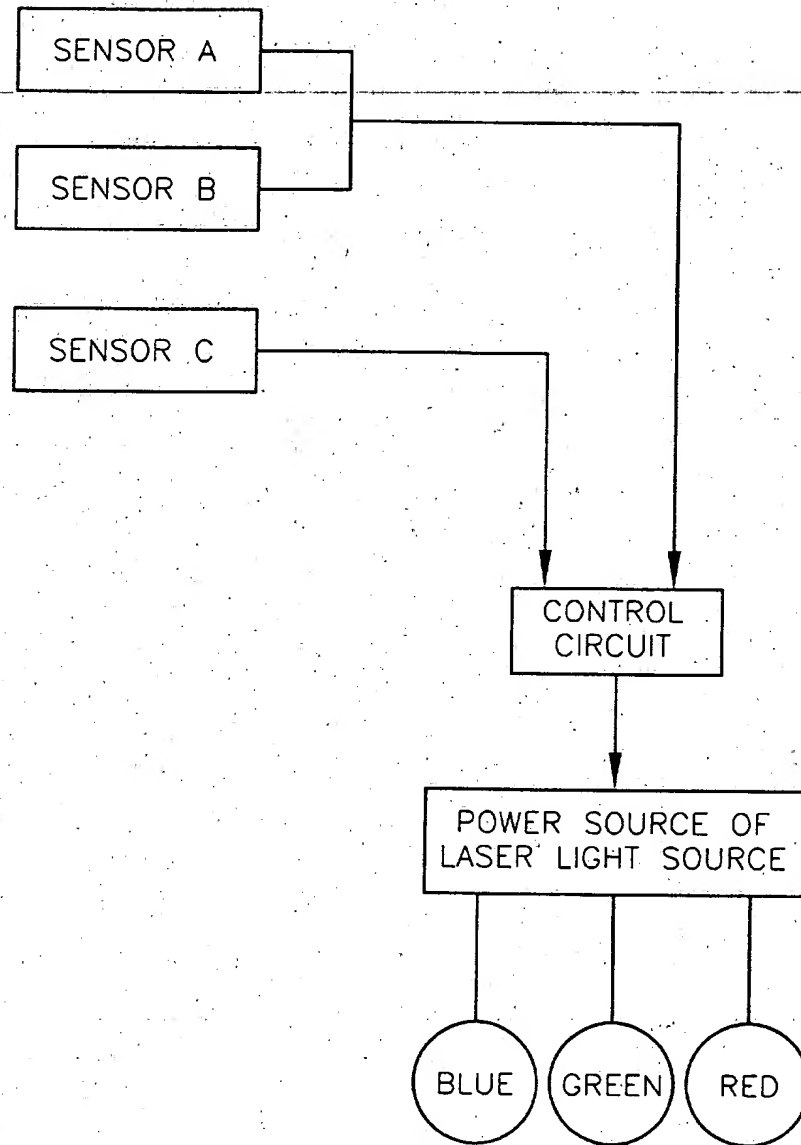 SENSOR A
SENSOR B
SENSOR C
CONTROL
CIRCUIT
POWER SOURCE OF
LASER LIGHT SOURCE
BLUE
GREEN
RED